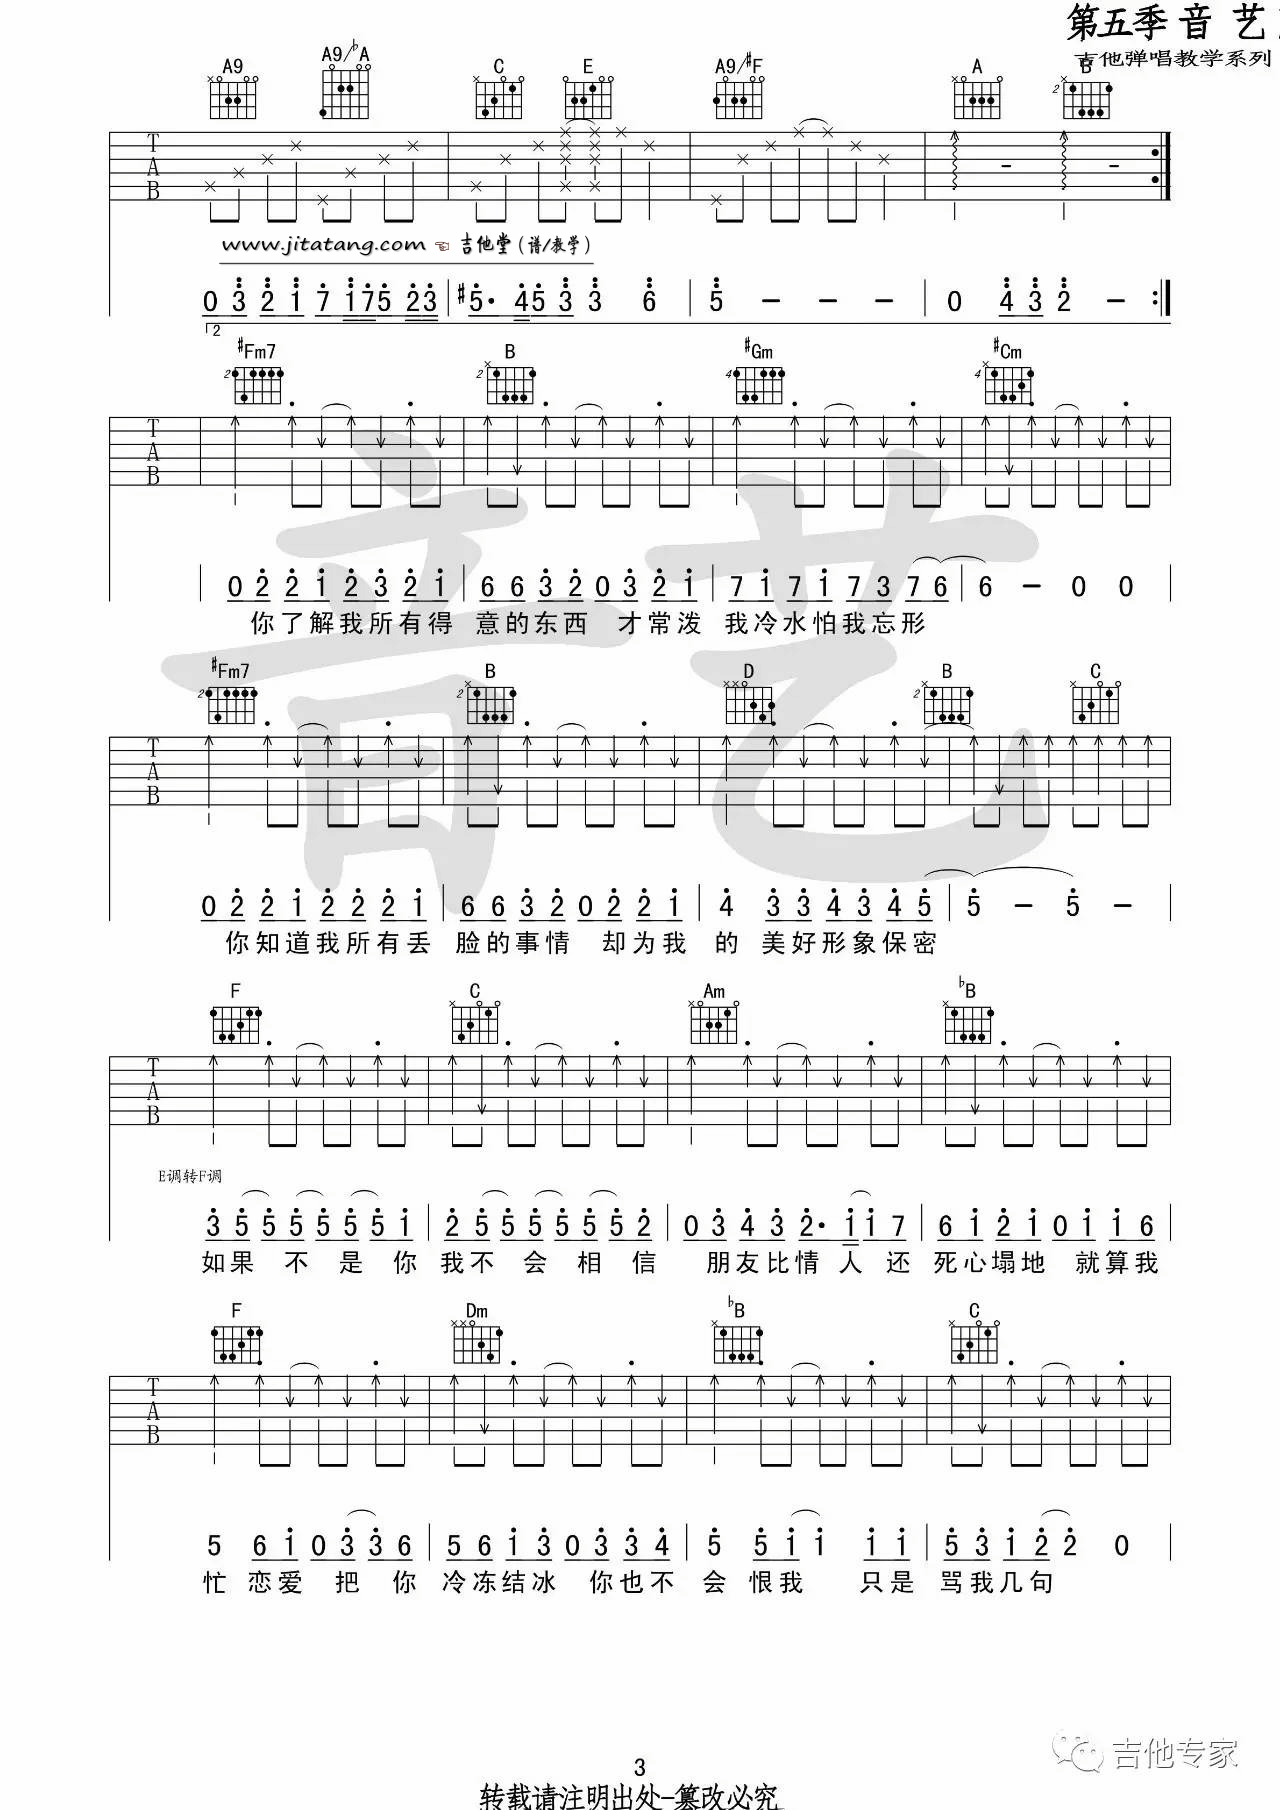 第五季 音 艺
吉他弹唱教学系列
A9 A9/♭A C E A9/♯F A B
2
T
A
B
www.jitatang.com ☜ 吉他堂(谱/教学)
0 3 2 1 7 1 7 5 2 3 ♯5· 4 5 3 3 6 5 － － － 0 4 3 2 －
2
♯Fm7 B ♯Gm ♯Cm
2 2 4 4
T
A
B
0 2 2 1 2 3 2 1 6 6 3 2 0 3 2 1 7 1 7 1 7 3 7 6 6 － 0 0
你了解我所有得 意的东西 才常泼 我冷水怕我忘形
♯Fm7 B D B C
2 2 2
T
A
B
0 2 2 1 2 2 2 1 6 6 3 2 0 2 2 1 4 3 3 4 3 4 5 5 － 5 －
你知道我所有丢 脸的事情 却为我 的 美好形象保密
F C Am ♭B
T
A
B
E调转F调
3 5 5 5 5 5 5 1 2 5 5 5 5 5 5 2 0 3 4 3 2· 1 1 7 6 1 2 1 0 1 1 6
如果 不 是 你 我不 会 相 信 朋友比情 人 还 死心塌地 就算我
F Dm ♭B C
T
A
B
5 6 1 0 3 3 6 5 6 1 3 0 3 3 4 5 5 1 1 1 1 5 3 1 2 2 0
忙 恋爱 把 你 冷冻结冰 你也不 会 恨我 只是 骂我几句
吉他专家
3
转载请注明出处-篡改必究